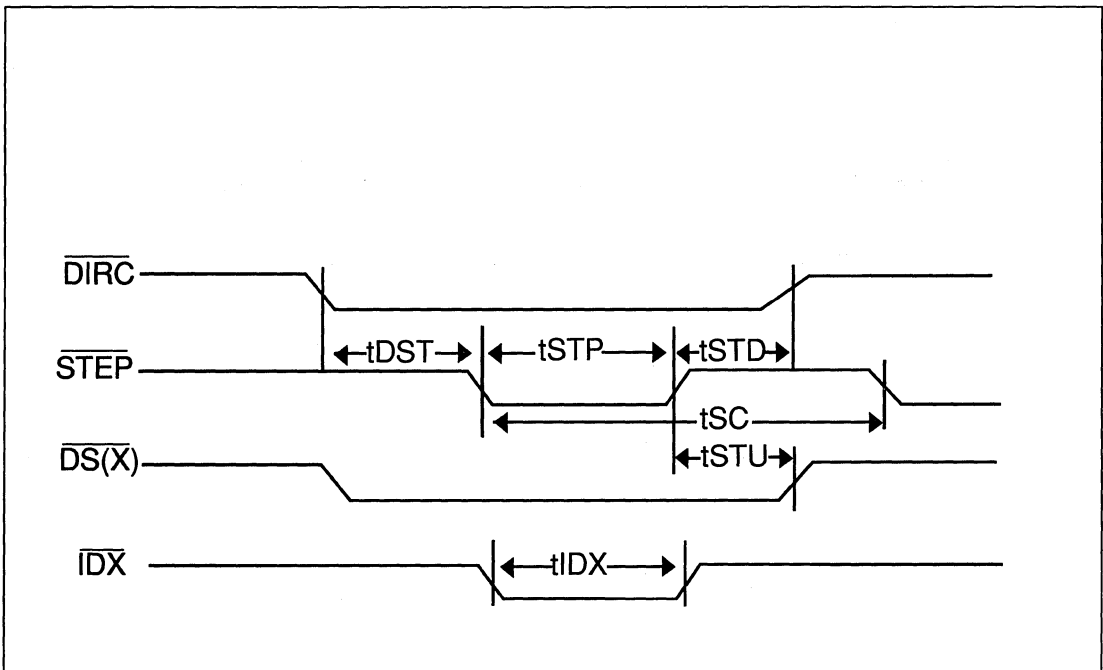 DIRC
tDST tSTP tSTD
STEP
tSC
DS(X)
tSTU
IDX
tIDX